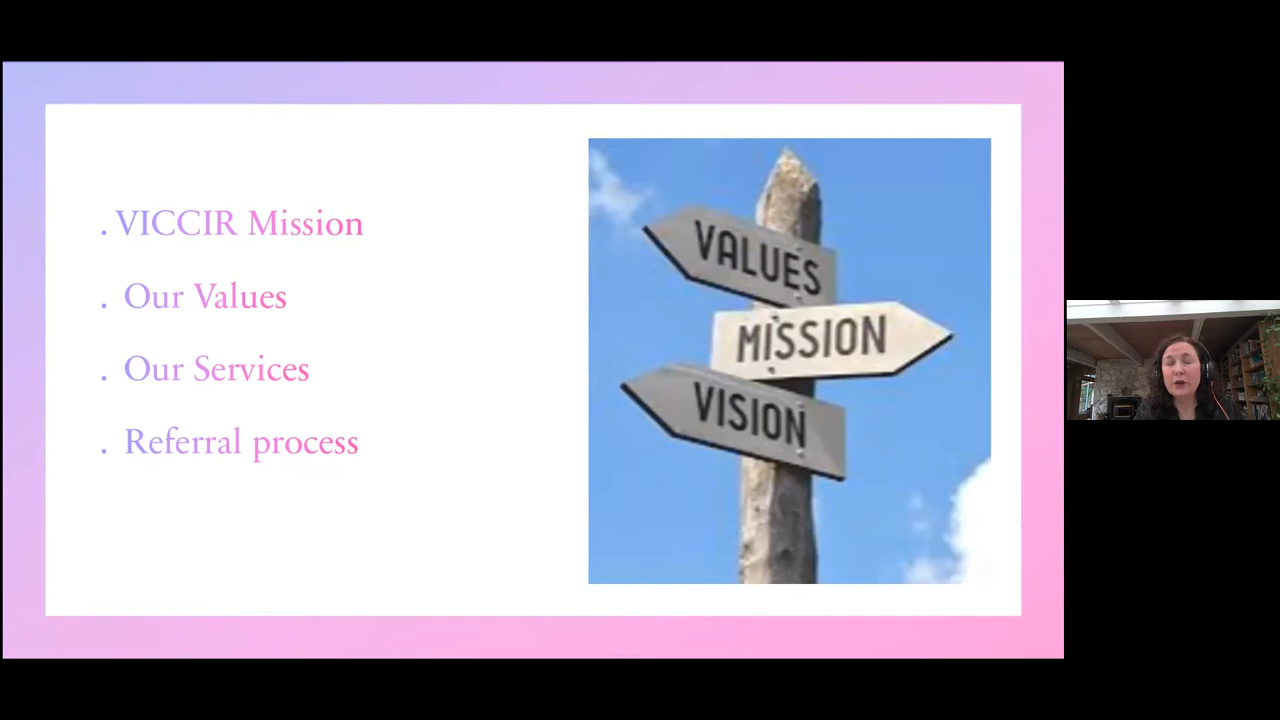 . VICCIR Mission
. Our Values
. Our Services
. Referral process
VALUES
MISSION
VISION